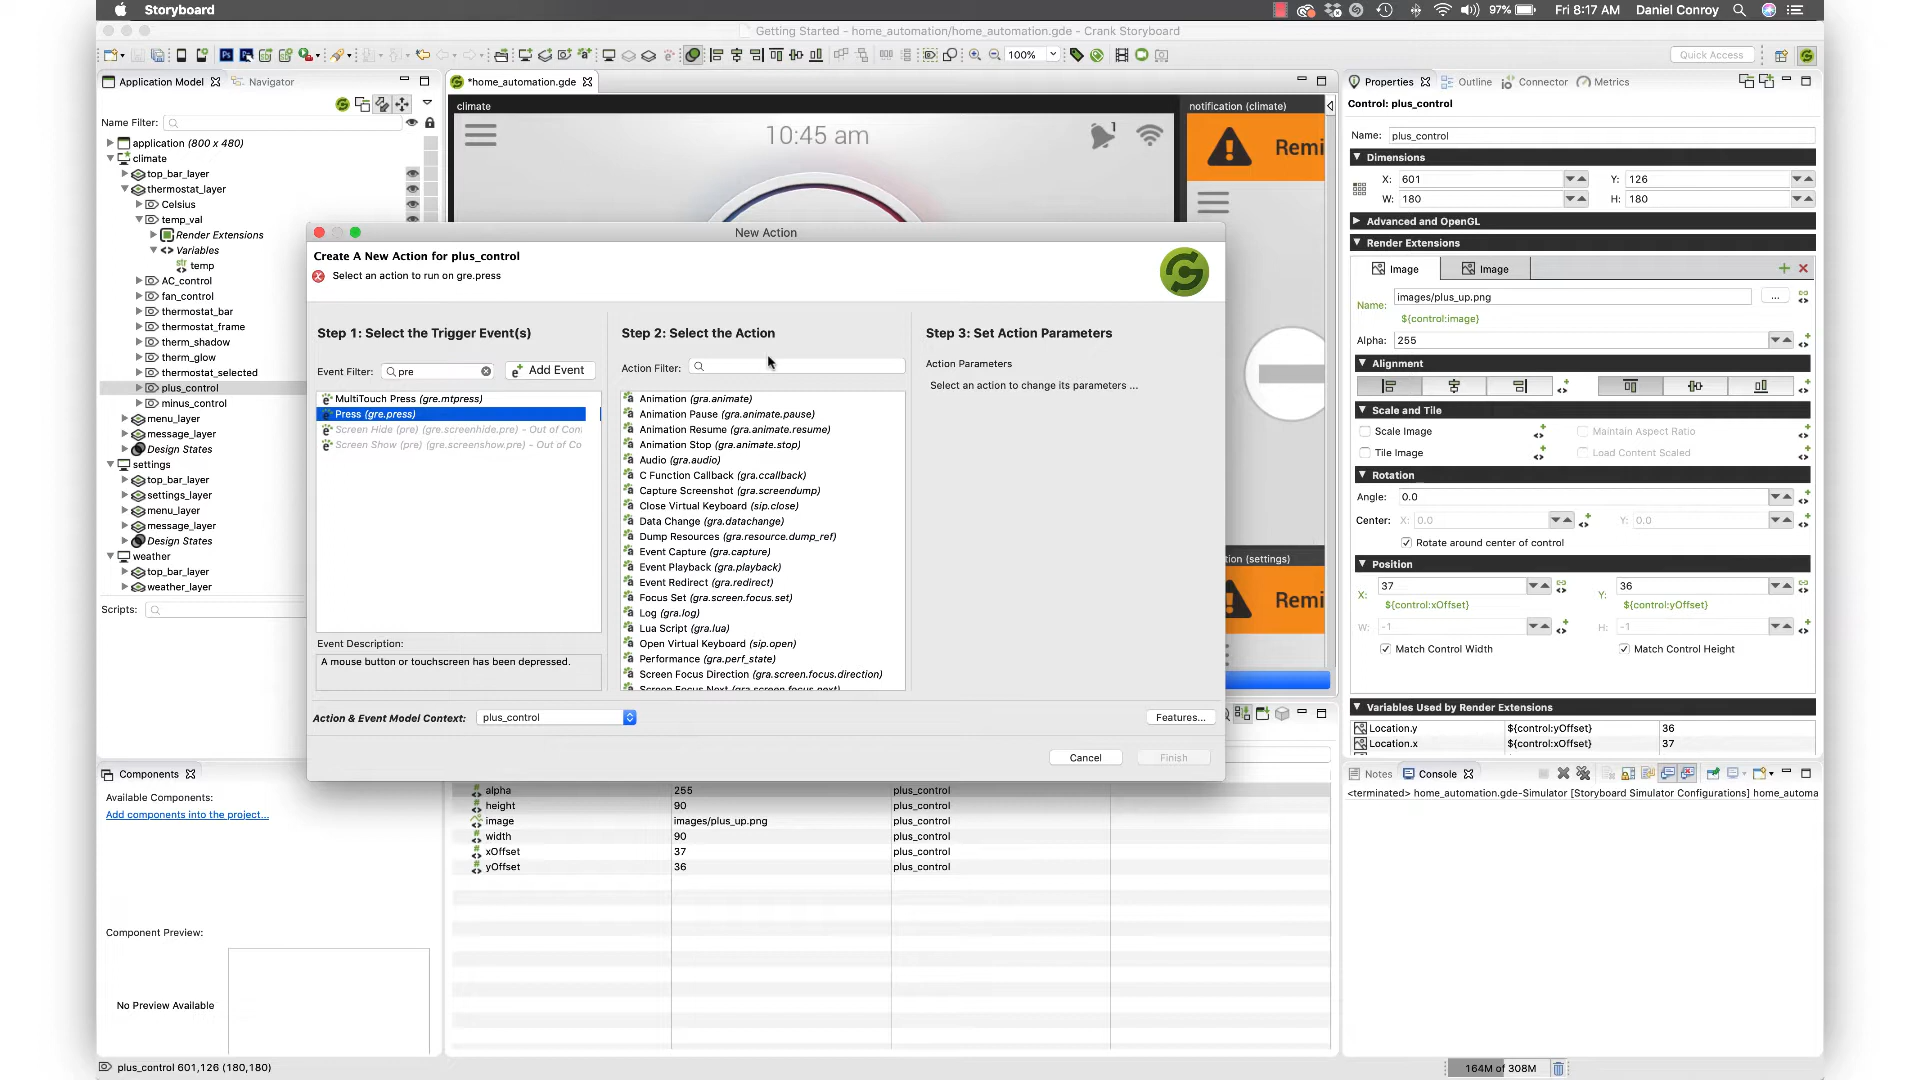 Storyboard
97%
Fri 8:17 AM
Daniel Conroy
Getting Started – home_automation/home_automation.gde – Crank Storyboard
100%
Quick Access
Application Model
Navigator
Name Filter:
application (800 x 480)
climate
top_bar_layer
thermostat_layer
Celsius
temp_val
Render Extensions
Variables
temp
AC_control
fan_control
thermostat_bar
thermostat_frame
therm_shadow
therm_glow
thermostat_selected
plus_control
minus_control
menu_layer
message_layer
Design States
settings
top_bar_layer
settings_layer
menu_layer
message_layer
Design States
weather
top_bar_layer
weather_layer
Scripts:
Components
Available Components:
Add components into the project...
Component Preview:
No Preview Available
plus_control 601,126 (180,180)
*home_automation.gde
climate
10:45 am
1
notification (climate)
Remi
tion (settings)
Remi
New Action
Create A New Action for plus_control
Select an action to run on gre.press
Step 1: Select the Trigger Event(s)
Event Filter:
pre
Add Event
MultiTouch Press (gre.mtpress)
Press (gre.press)
Screen Hide (pre) (gre.screenhide.pre) – Out of Con
Screen Show (pre) (gre.screenshow.pre) – Out of Co
Event Description:
A mouse button or touchscreen has been depressed.
Step 2: Select the Action
Action Filter:
Animation (gra.animate)
Animation Pause (gra.animate.pause)
Animation Resume (gra.animate.resume)
Animation Stop (gra.animate.stop)
Audio (gra.audio)
C Function Callback (gra.ccallback)
Capture Screenshot (gra.screendump)
Close Virtual Keyboard (sip.close)
Data Change (gra.datachange)
Dump Resources (gra.resource.dump_ref)
Event Capture (gra.capture)
Event Playback (gra.playback)
Event Redirect (gra.redirect)
Focus Set (gra.screen.focus.set)
Log (gra.log)
Lua Script (gra.lua)
Open Virtual Keyboard (sip.open)
Performance (gra.perf_state)
Screen Focus Direction (gra.screen.focus.direction)
Screen Focus Next (gra.screen.focus.next)
Step 3: Set Action Parameters
Action Parameters
Select an action to change its parameters ...
Action & Event Model Context:
plus_control
Features...
Cancel
Finish
alpha 255 plus_control
height 90 plus_control
image images/plus_up.png plus_control
width 90 plus_control
xOffset 37 plus_control
yOffset 36 plus_control
Properties
Outline
Connector
Metrics
Control: plus_control
Name: plus_control
Dimensions
X: 601 Y: 126
W: 180 H: 180
Advanced and OpenGL
Render Extensions
Image
Image
Name: images/plus_up.png ...
${control:image}
Alpha: 255
Alignment
Scale and Tile
Scale Image
Maintain Aspect Ratio
Tile Image
Load Content Scaled
Rotation
Angle: 0.0
Center: X: 0.0 Y: 0.0
Rotate around center of control
Position
X: 37 Y: 36
${control:xOffset} ${control:yOffset}
W: -1 H: -1
Match Control Width
Match Control Height
Variables Used by Render Extensions
Location.y ${control:yOffset} 36
Location.x ${control:xOffset} 37
Notes
Console
<terminated> home_automation.gde-Simulator [Storyboard Simulator Configurations] home_automa
164M of 308M